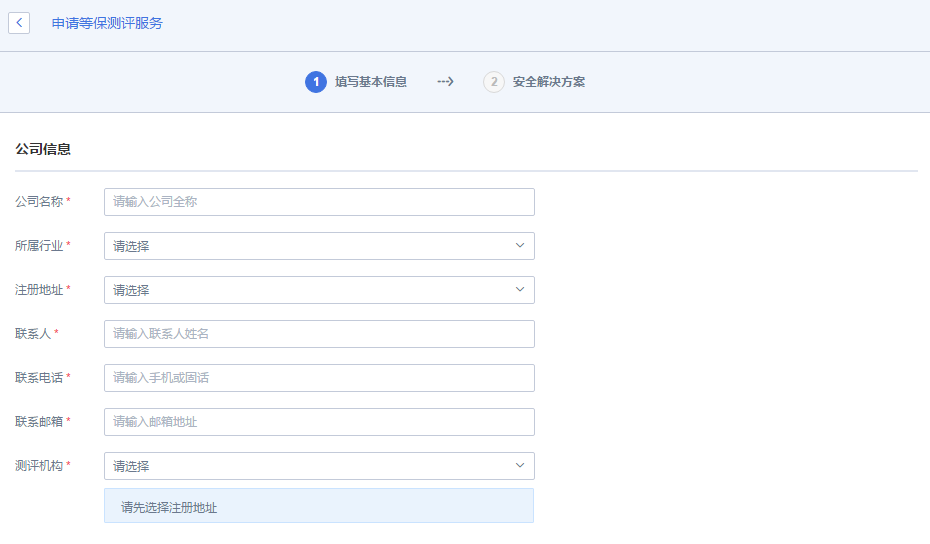 申请等保测评服务
1 填写基本信息 ---> 2 安全解决方案
公司信息
公司名称 * 请输入公司全称
所属行业 * 请选择
注册地址 * 请选择
联系人 * 请输入联系人姓名
联系电话 * 请输入手机或固话
联系邮箱 * 请输入邮箱地址
测评机构 * 请选择
请先选择注册地址